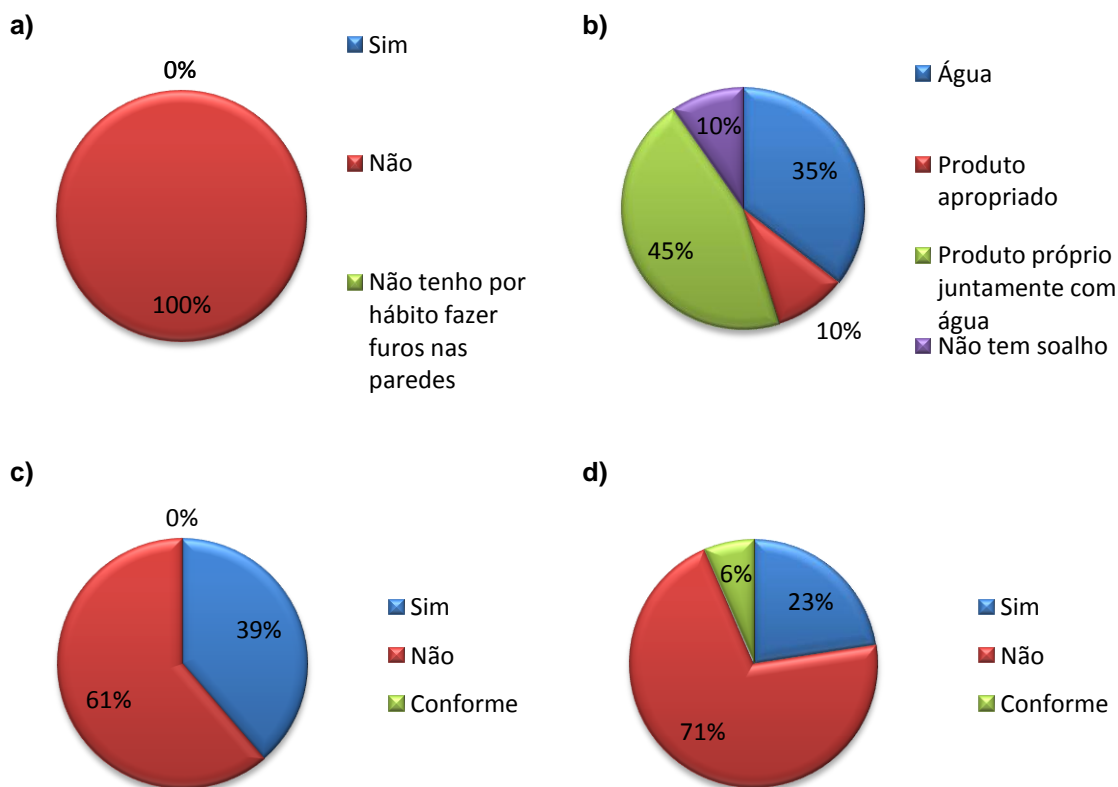 a)
0%
100%
Sim
Não
Não tenho por
hábito fazer
furos nas
paredes
b)
10%
35%
45%
10%
Água
Produto
apropriado
Produto próprio
juntamente com
água
Não tem soalho
c)
0%
39%
61%
Sim
Não
Conforme
d)
6%
23%
71%
Sim
Não
Conforme